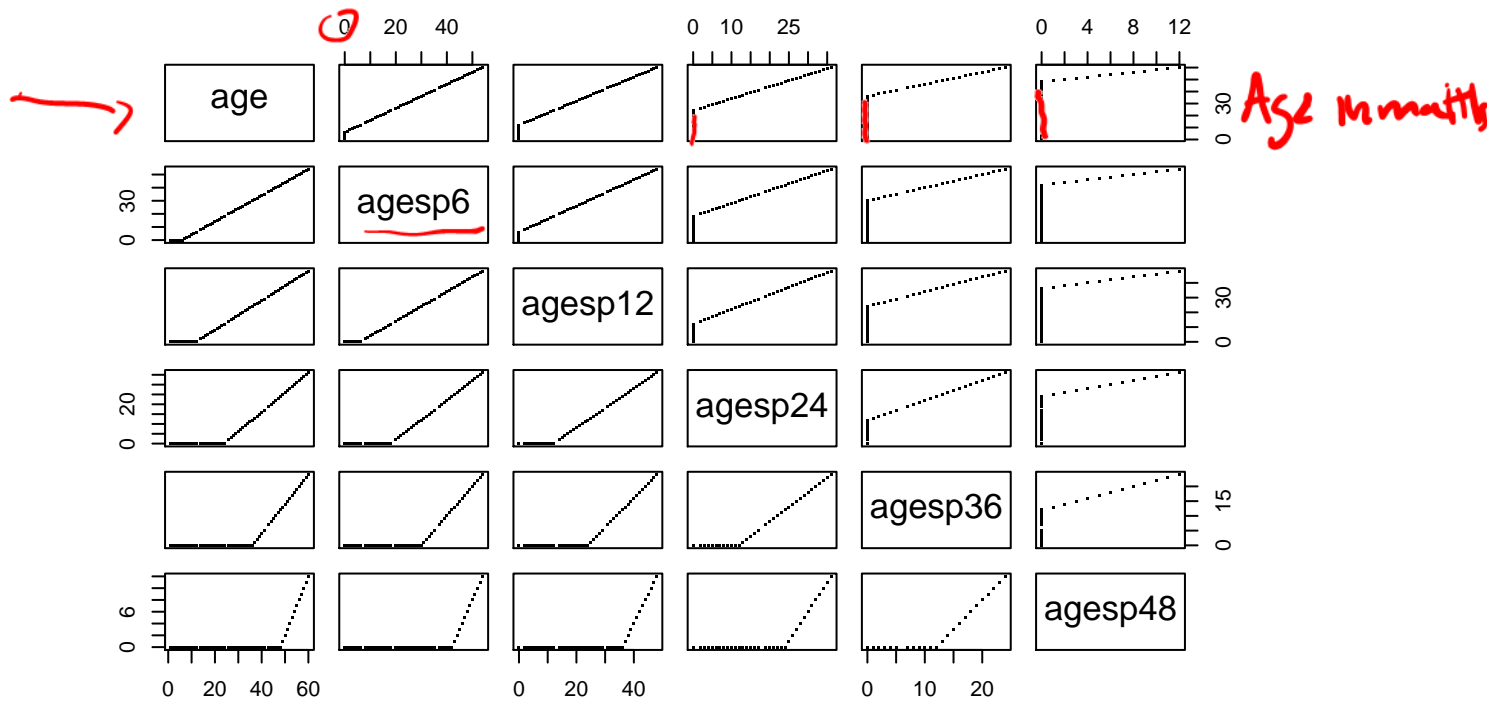 0 20 40 0 10 25 0 4 8 12
age 0 30 Age in
0 30 agesp6
agesp12 0 30
0 20 agesp24
agesp36 0 15
0 6 agesp48
0 20 40 60 0 20 40 0 10 20